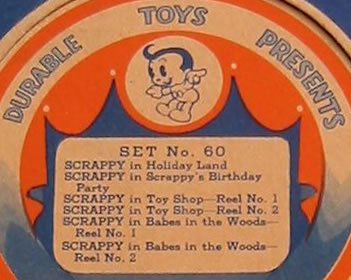 DURABLE TOYS PRESENTS
SET No. 60
SCRAPPY in Holiday Land
SCRAPPY in Scrappy's Birthday
Party
SCRAPPY in Toy Shop—Reel No. 1
SCRAPPY in Toy Shop—Reel No. 2
SCRAPPY in Babes in the Woods—
Reel No. 1
SCRAPPY in Babes in the Woods—
Reel No. 2